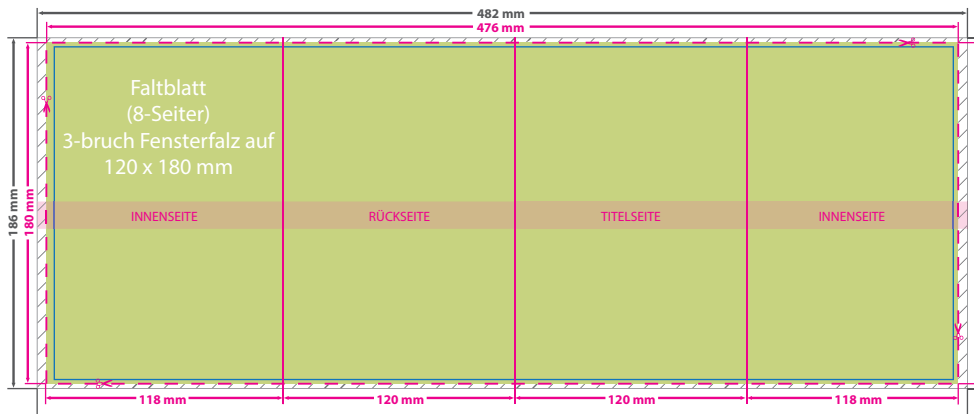 482 mm
476 mm
186 mm
180 mm
Faltblatt
(8-Seiter)
3-bruch Fensterfalz auf
120 x 180 mm
INNENSEITE
RÜCKSEITE
TITELSEITE
INNENSEITE
118 mm
120 mm
120 mm
118 mm